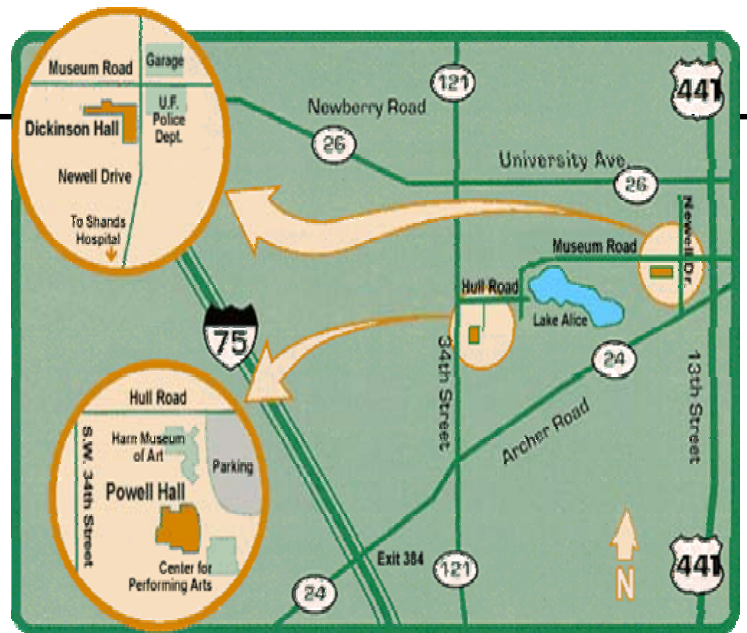 Museum Road
Garage
U.F.
Police
Dept.
Dickinson Hall
Newell Drive
To Shands
Hospital
121
441
Newberry Road
26
University Ave.
26
Newell Dr.
Museum Road
Hull Road
Lake Alice
75
34th Street
24
13th Street
Archer Road
Hull Road
S.W. 34th Street
Harn Museum
of Art
Parking
Powell Hall
Center for
Performing Arts
Exit 384
121
441
24
N